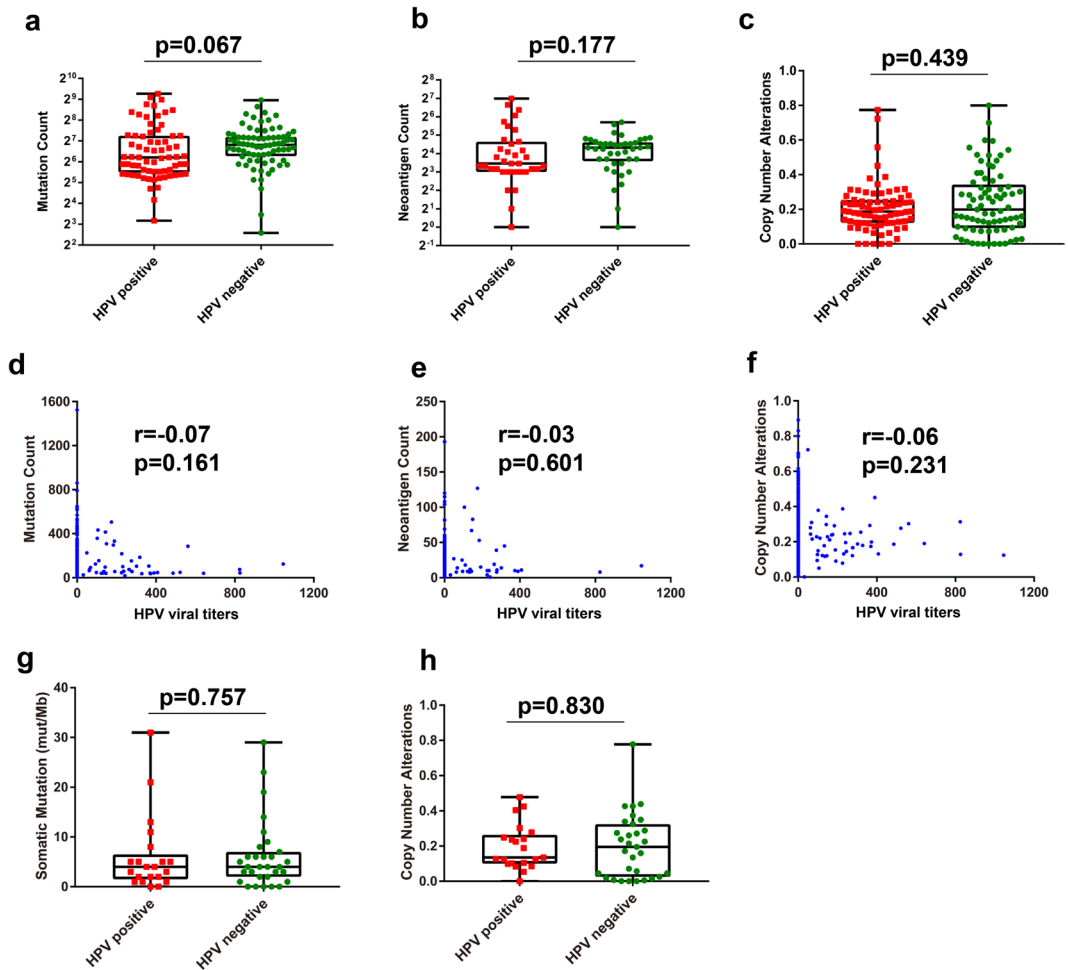 a
p=0.067
Mutation Count
2^10
2^9
2^8
2^7
2^6
2^5
2^4
2^3
2^2
HPV positive
HPV negative
b
p=0.177
Neoantigen Count
2^8
2^7
2^6
2^5
2^4
2^3
2^2
2^1
2^0
2^-1
HPV positive
HPV negative
c
p=0.439
Copy Number Alterations
1.0
0.8
0.6
0.4
0.2
0.0
HPV positive
HPV negative
d
Mutation Count
1600
1200
800
400
0
r=-0.07
p=0.161
0 400 800 1200
HPV viral titers
e
Neoantigen Count
250
200
150
100
50
0
r=-0.03
p=0.601
0 400 800 1200
HPV viral titers
f
Copy Number Alterations
1.0
0.8
0.6
0.4
0.2
0.0
r=-0.06
p=0.231
0 400 800 1200
HPV viral titers
g
p=0.757
Somatic Mutation (mut/Mb)
40
30
20
10
0
HPV positive
HPV negative
h
p=0.830
Copy Number Alterations
1.0
0.8
0.6
0.4
0.2
0.0
HPV positive
HPV negative